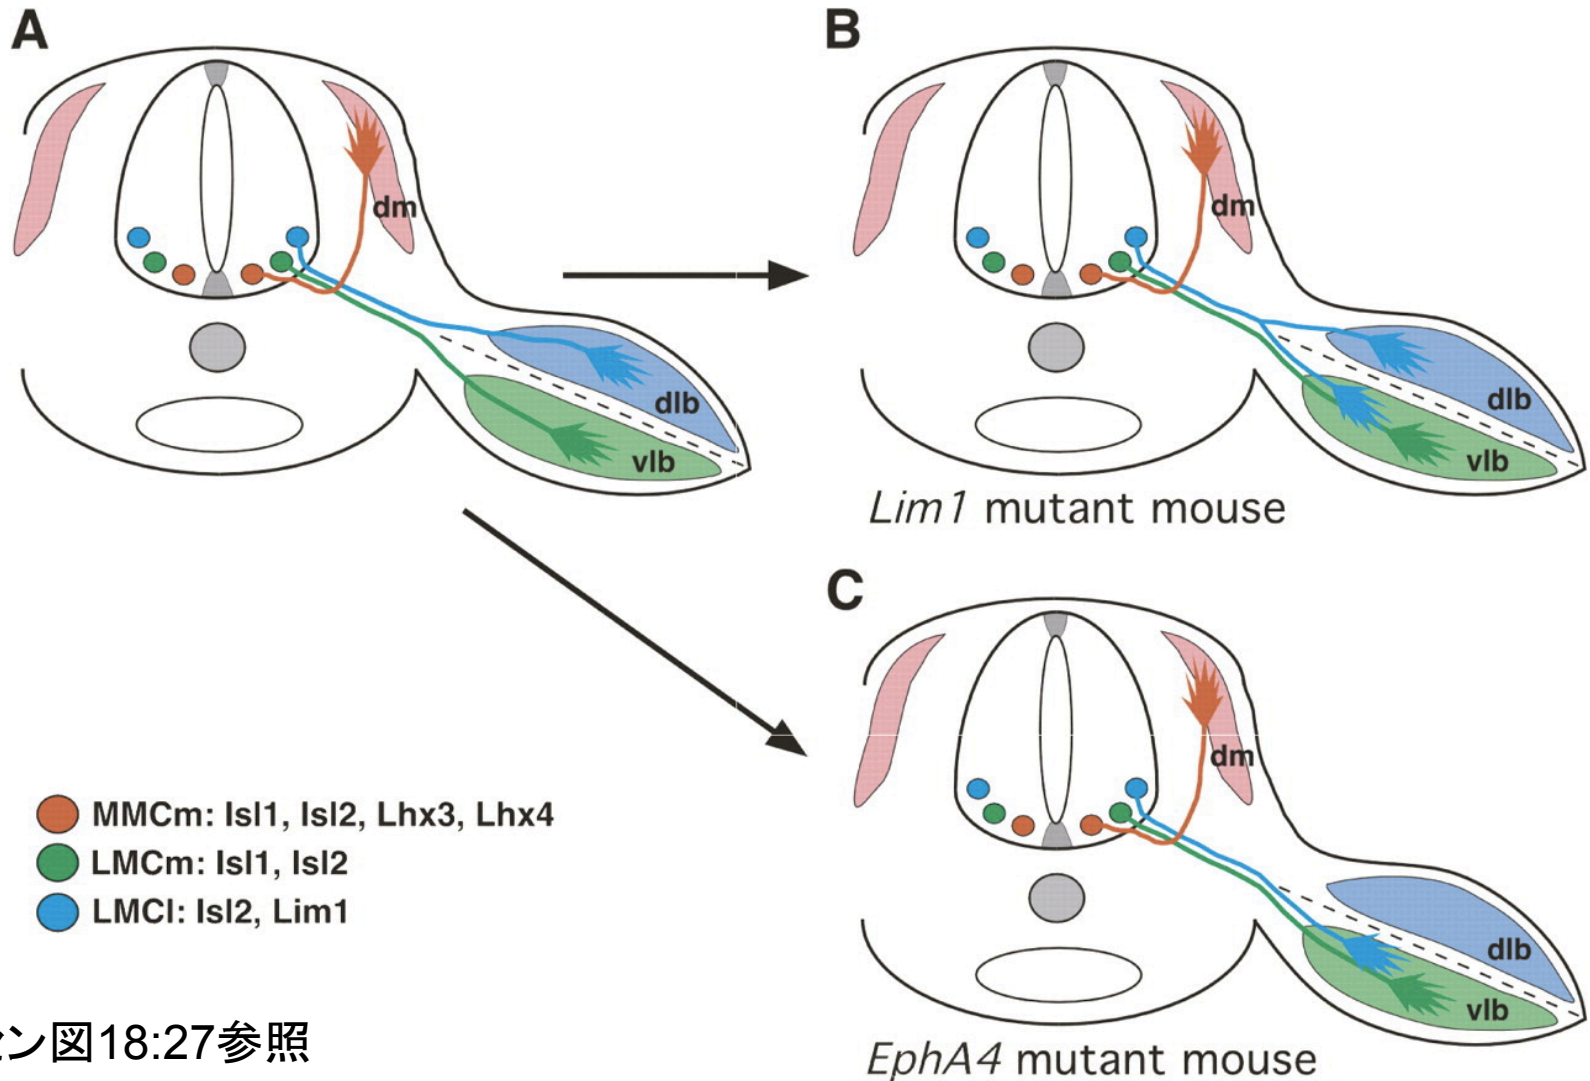 A
dm
dlb
vlb
B
dm
dlb
vlb
Lim1 mutant mouse
C
dm
dlb
vlb
EphA4 mutant mouse
MMCm: Isl1, Isl2, Lhx3, Lhx4
LMCm: Isl1, Isl2
LMCl: Isl2, Lim1
ン図18:27参照